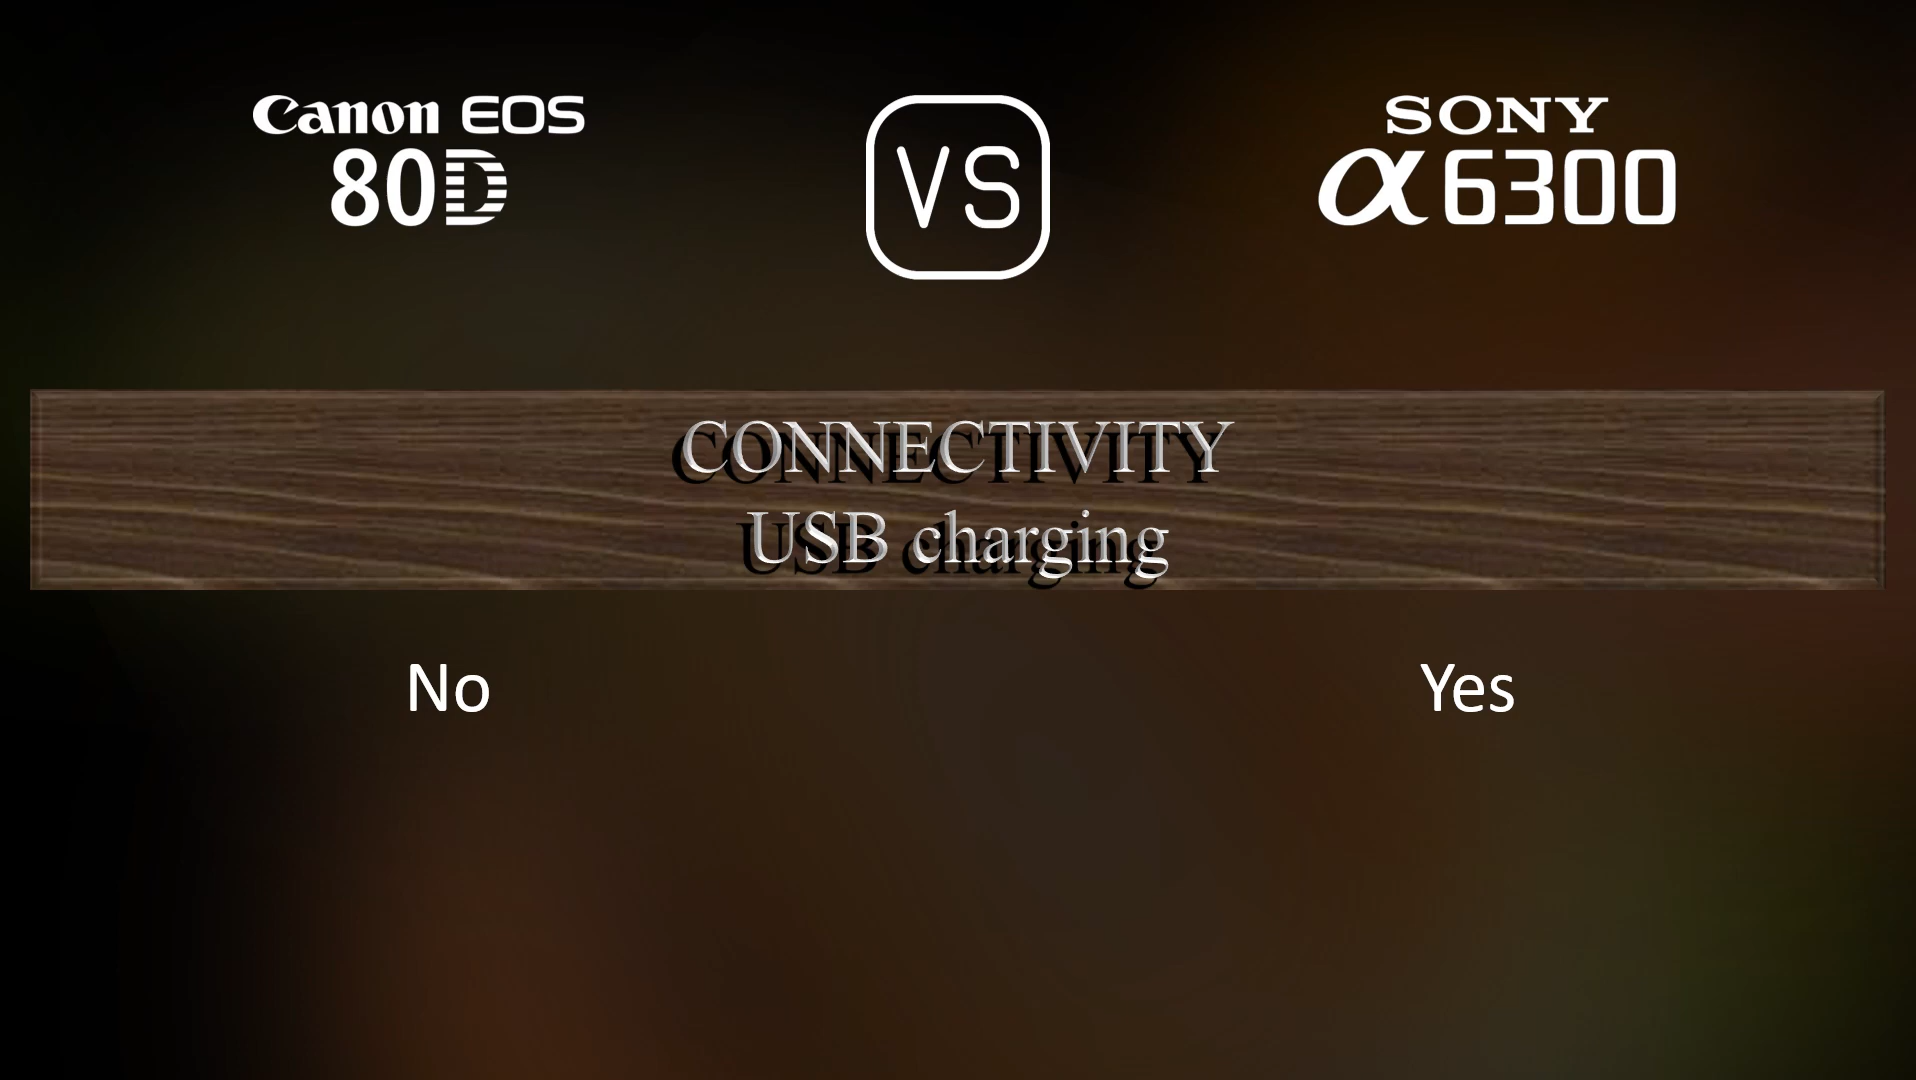 Canon EOS
80D
VS
SONY
α6300
CONNECTIVITY
USB charging
No
Yes